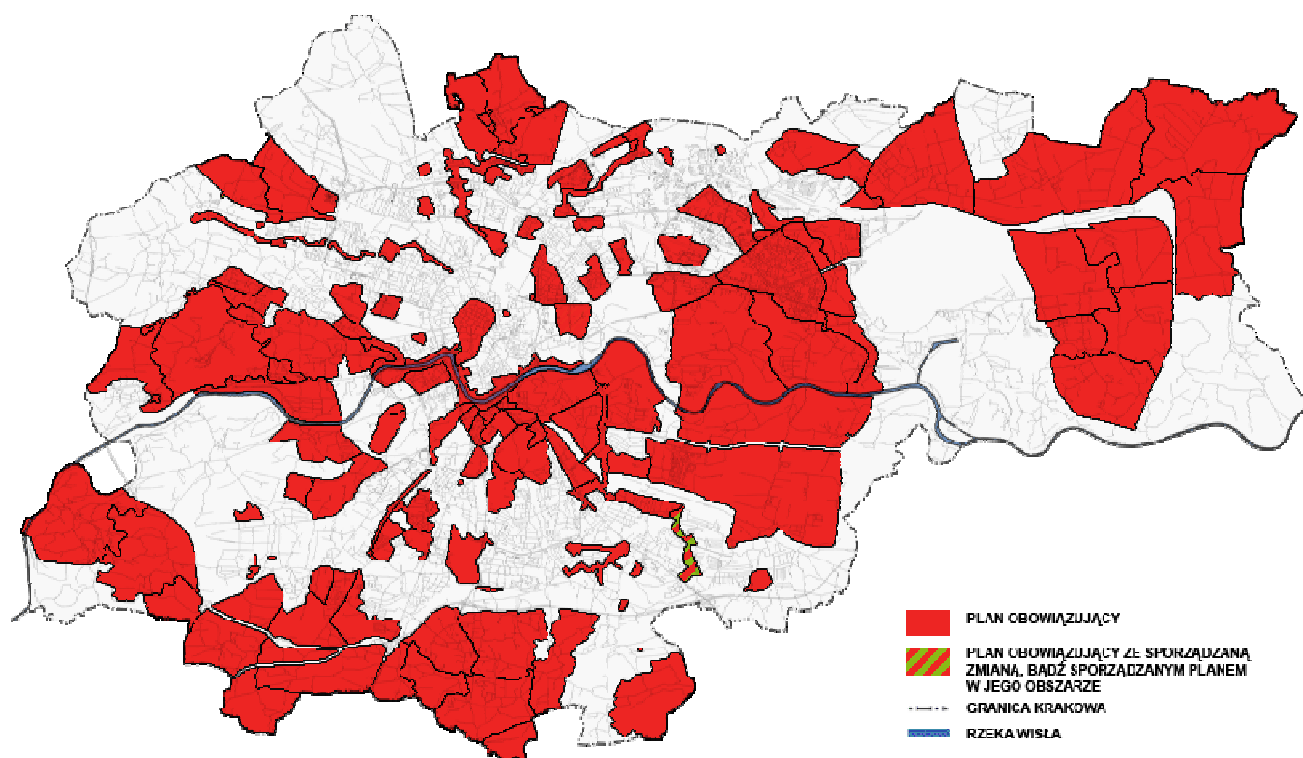 PLAN OBOWIĄZUJĄCY
PLAN OBOWIĄZUJĄCY ZE SPORZĄDZANĄ
ZMIANĄ, BĄDŹ SPORZĄDZANYM PLANEM
W JEGO OBSZARZE
GRANICA KRAKOWA
RZEKA WISŁA